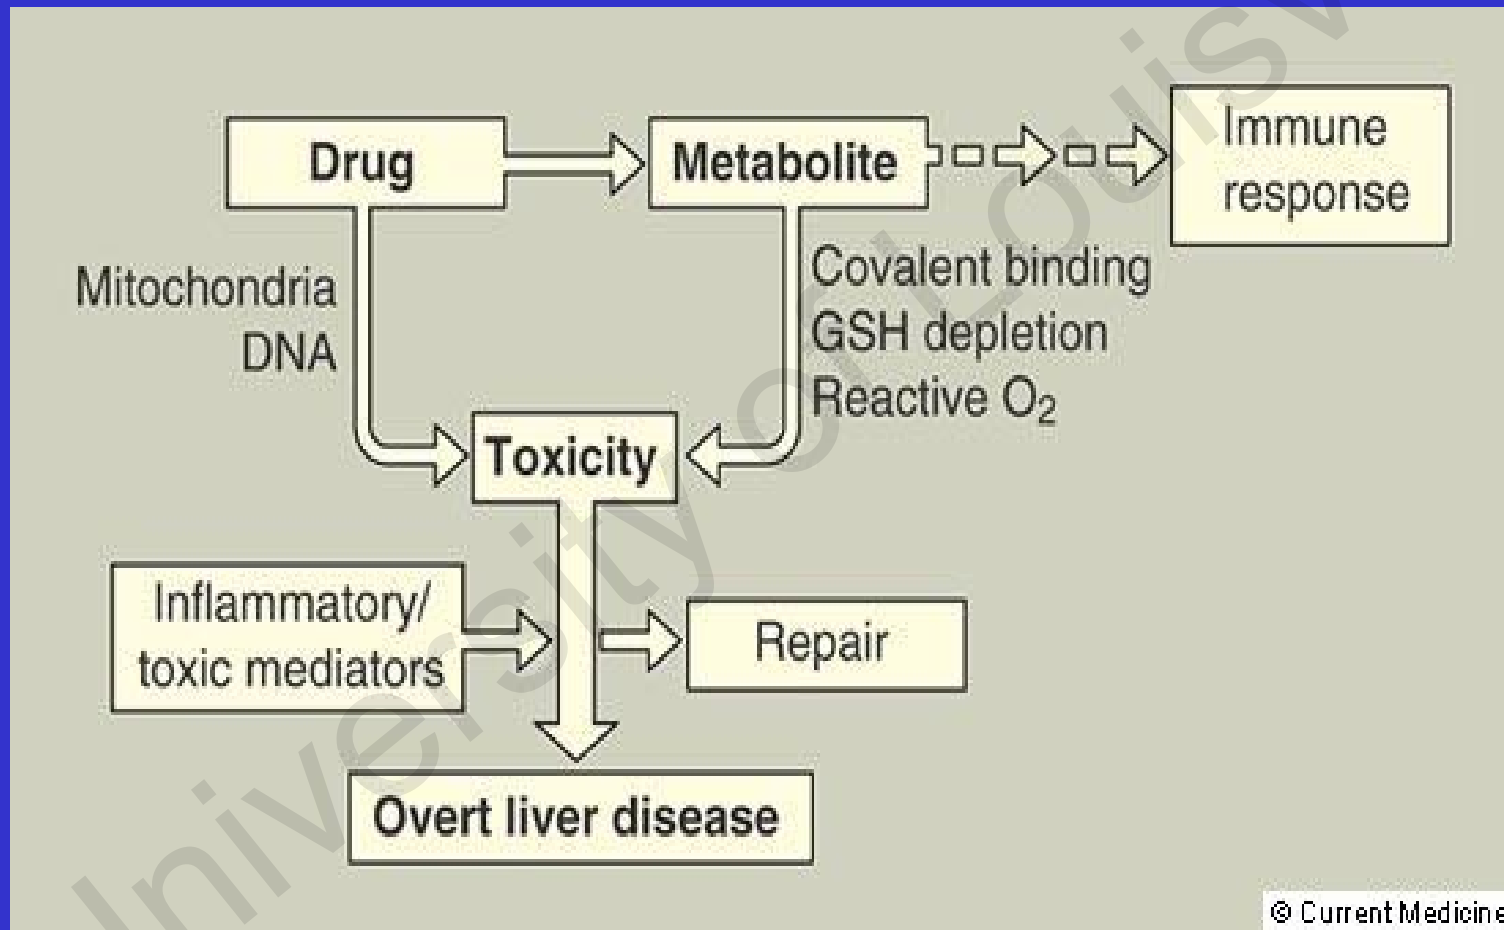 Drug
Metabolite
Immune
response
Mitochondria
DNA
Covalent binding
GSH depletion
Reactive O₂
Toxicity
Inflammatory/
toxic mediators
Repair
Overt liver disease
© Current Medicine